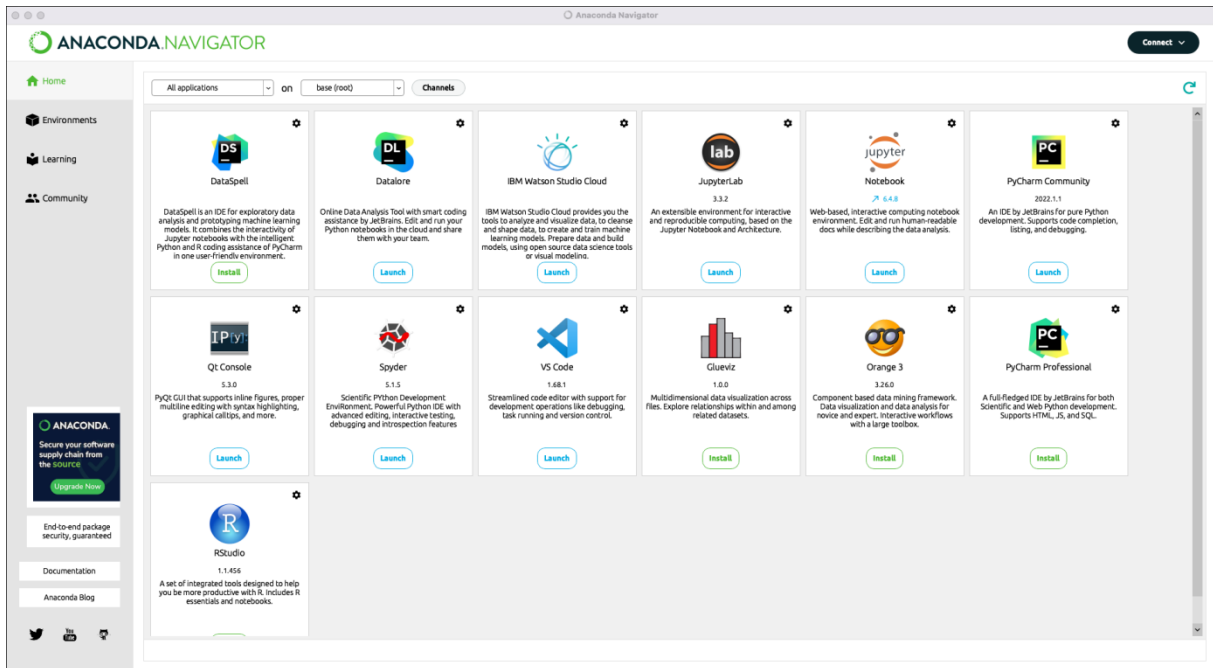 Anaconda Navigator
ANACONDA.NAVIGATOR
Connect
Home
Environments
Learning
Community
All applications
on
base (root)
Channels
DS
DataSpell
DataSpell is an IDE for exploratory data
analysis and prototyping machine learning
models. It combines the interactivity of
Jupyter notebooks with the intelligent
Python and R coding assistance of PyCharm
in one user-friendly environment.
Install
DL
Datalore
Online Data Analysis Tool with smart coding
assistance by JetBrains. Edit and run your
Python notebooks in the cloud and share
them with your team.
Launch
IBM Watson Studio Cloud
IBM Watson Studio Cloud provides you the
tools to analyze and visualize data, to cleanse
and shape data, to create and train machine
learning models. Prepare data and build
models, using open source data science tools
or visual modeling.
Launch
lab
JupyterLab
3.3.2
An extensible environment for interactive
and reproducible computing, based on the
Jupyter Notebook and Architecture.
Launch
jupyter
Notebook
6.4.8
Web-based, interactive computing notebook
environment. Edit and run human-readable
docs while describing the data analysis.
Launch
PC
PyCharm Community
2022.1.1
An IDE by JetBrains for pure Python
development. Supports code completion,
listing, and debugging.
Launch
IP[y]:
Qt Console
5.3.0
PyQt GUI that supports inline figures, proper
multiline editing with syntax highlighting,
graphical calltips, and more.
Launch
Spyder
5.1.5
Scientific PYthon Development
EnviRonment. Powerful Python IDE with
advanced editing, interactive testing,
debugging and introspection features
Launch
VS Code
1.68.1
Streamlined code editor with support for
development operations like debugging,
task running and version control.
Launch
Glueviz
1.0.0
Multidimensional data visualization across
files. Explore relationships within and among
related datasets.
Install
Orange 3
3.26.0
Component based data mining framework.
Data visualization and data analysis for
novice and expert. Interactive workflows
with a large toolbox.
Install
PC
PyCharm Professional
A full-fledged IDE by JetBrains for both
Scientific and Web Python development.
Supports HTML, JS, and SQL.
Install
R
RStudio
1.1.456
A set of integrated tools designed to help
you be more productive with R. Includes R
essentials and notebooks.
ANACONDA.
Secure your software
supply chain from
the source
Upgrade Now
End-to-end package
security, guaranteed
Documentation
Anaconda Blog
You
Tube